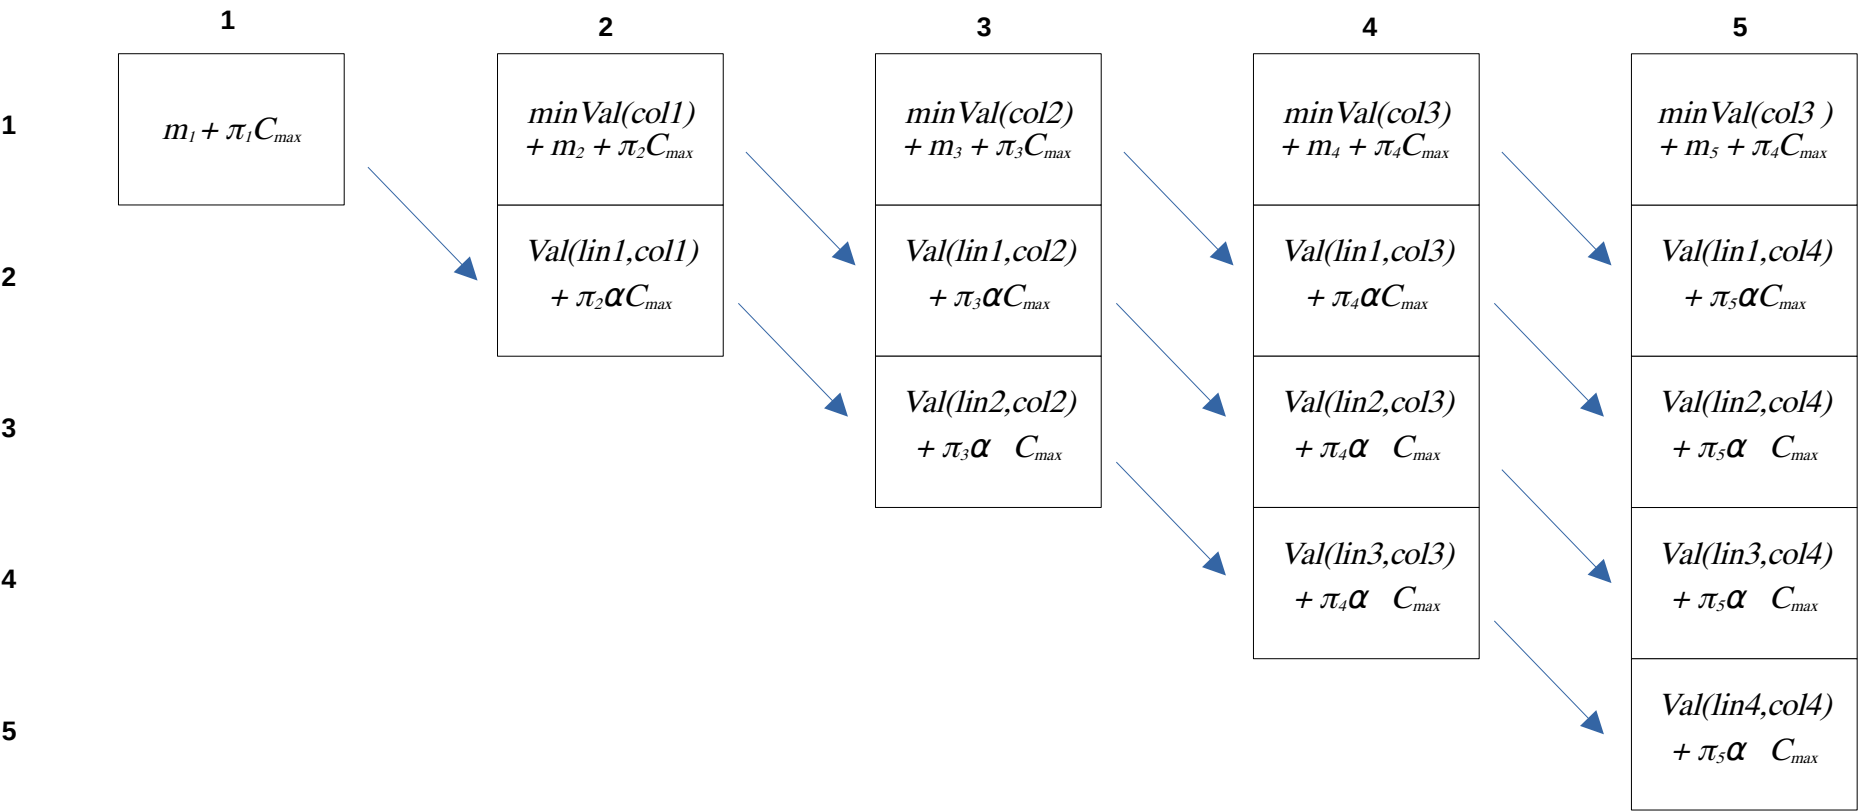 1 2 3 4 5
1
m₁ + π₁Cₘₐₓ
minVal(col1)
+ m₂ + π₂Cₘₐₓ
minVal(col2)
+ m₃ + π₃Cₘₐₓ
minVal(col3)
+ m₄ + π₄Cₘₐₓ
minVal(col3 )
+ m₅ + π₄Cₘₐₓ
2
Val(lin1,col1)
+ π₂αCₘₐₓ
Val(lin1,col2)
+ π₃αCₘₐₓ
Val(lin1,col3)
+ π₄αCₘₐₓ
Val(lin1,col4)
+ π₅αCₘₐₓ
3
Val(lin2,col2)
+ π₃α Cₘₐₓ
Val(lin2,col3)
+ π₄α Cₘₐₓ
Val(lin2,col4)
+ π₅α Cₘₐₓ
4
Val(lin3,col3)
+ π₄α Cₘₐₓ
Val(lin3,col4)
+ π₅α Cₘₐₓ
5
Val(lin4,col4)
+ π₅α Cₘₐₓ